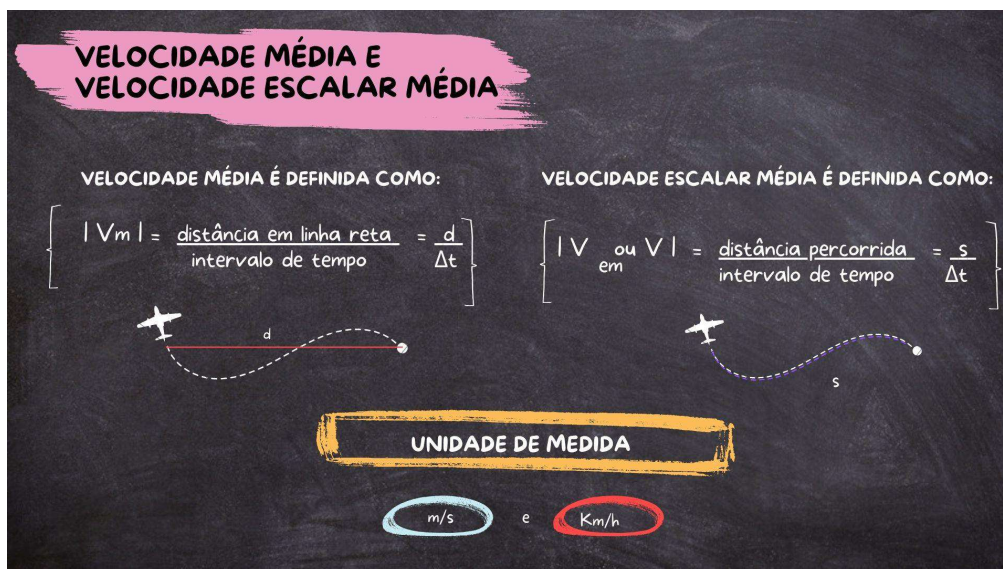 VELOCIDADE MÉDIA E
VELOCIDADE ESCALAR MÉDIA
VELOCIDADE MÉDIA É DEFINIDA COMO:
| Vm | = distância em linha reta = d
intervalo de tempo Δt
d
VELOCIDADE ESCALAR MÉDIA É DEFINIDA COMO:
| V em ou V | = distância percorrida = s
intervalo de tempo Δt
s
UNIDADE DE MEDIDA
m/s e Km/h